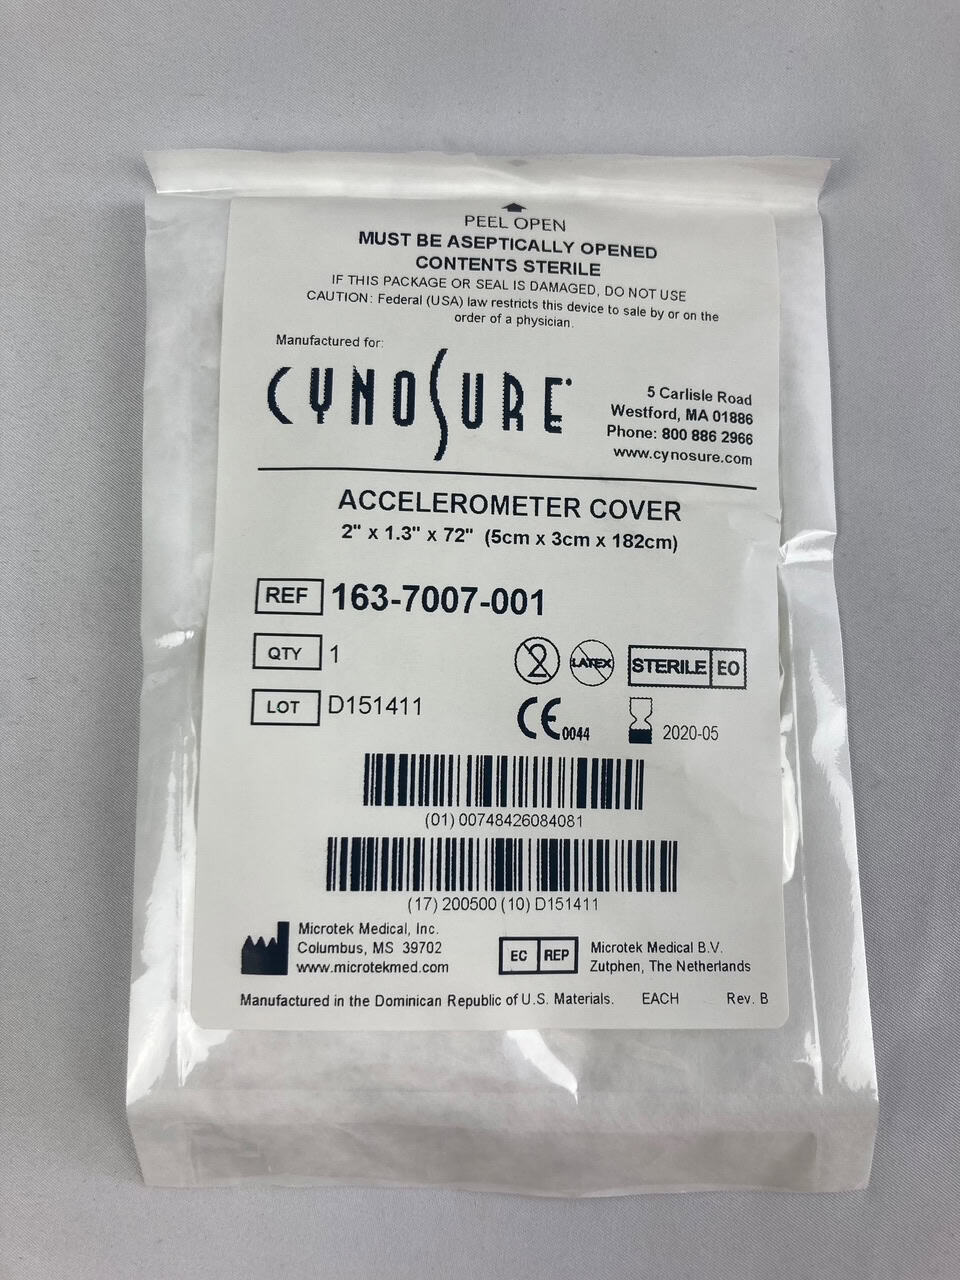 PEEL OPEN
MUST BE ASEPTICALLY OPENED
CONTENTS STERILE
IF THIS PACKAGE OR SEAL IS DAMAGED, DO NOT USE
CAUTION: Federal (USA) law restricts this device to sale by or on the
order of a physician.
Manufactured for:
CYNOSURE
5 Carlisle Road
Westford, MA 01886
Phone: 800 886 2966
www.cynosure.com
ACCELEROMETER COVER
2" x 1.3" x 72" (5cm x 3cm x 182cm)
REF 163-7007-001
QTY 1
2 LATEX STERILE EO
LOT D151411
CE 0044 2020-05
(01) 00748426084081
(17) 200500 (10) D151411
Microtek Medical, Inc.
Columbus, MS 39702
www.microtekmed.com
EC REP
Microtek Medical B.V.
Zutphen, The Netherlands
Manufactured in the Dominican Republic of U.S. Materials. EACH Rev. B